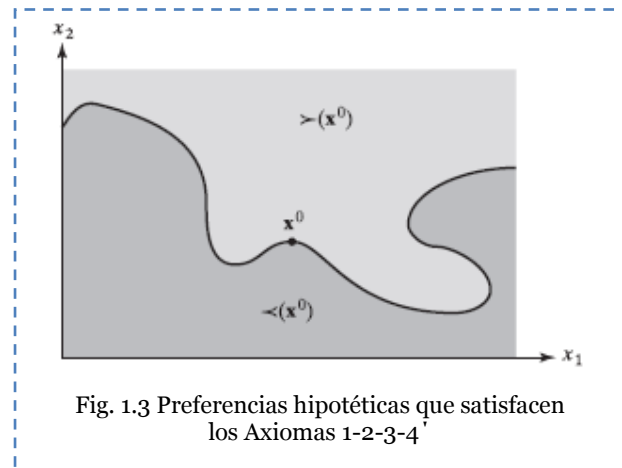 x₂
≻(x⁰)
x⁰
≺(x⁰)
x₁
Fig. 1.3 Preferencias hipotéticas que satisfacen
los Axiomas 1-2-3-4'